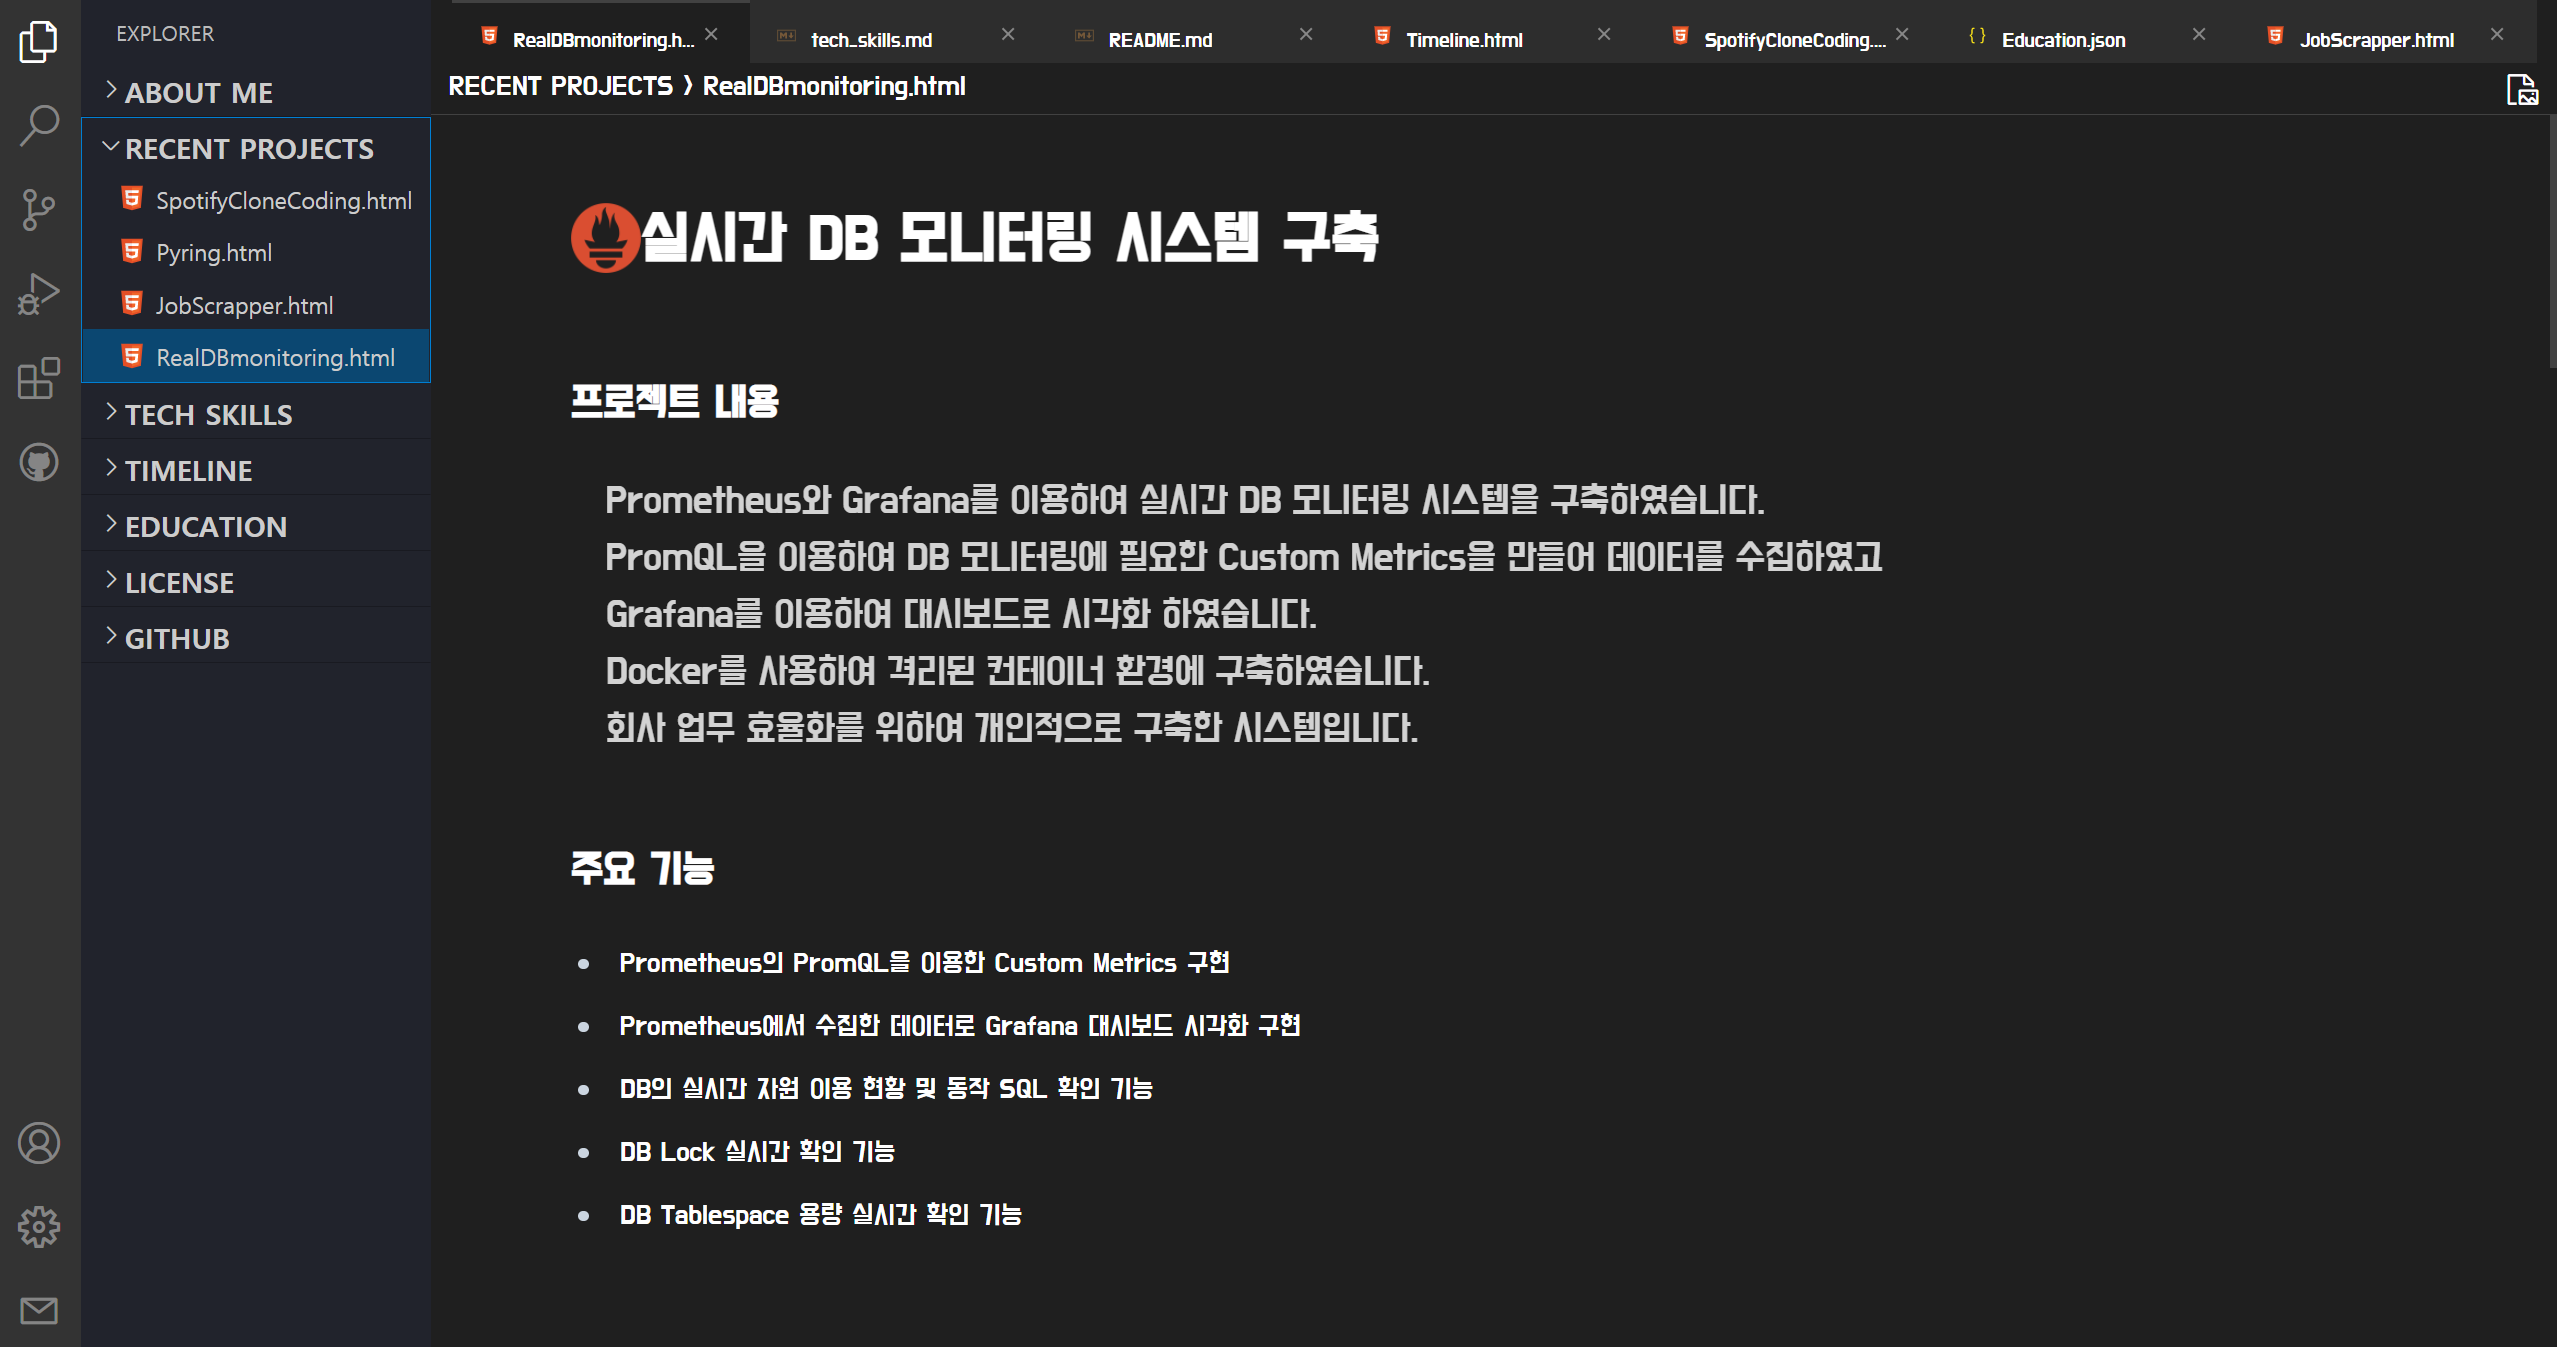 EXPLORER
ABOUT ME
RECENT PROJECTS
SpotifyCloneCoding.html
Pyring.html
JobScrapper.html
RealDBmonitoring.html
TECH SKILLS
TIMELINE
EDUCATION
LICENSE
GITHUB
RealDBmonitoring.h...
tech_skills.md
README.md
Timeline.html
SpotifyCloneCoding....
Education.json
JobScrapper.html
RECENT PROJECTS > RealDBmonitoring.html
실시간 DB 모니터링 시스템 구축
프로젝트 내용
Prometheus와 Grafana를 이용하여 실시간 DB 모니터링 시스템을 구축하였습니다.
PromQL을 이용하여 DB 모니터링에 필요한 Custom Metrics을 만들어 데이터를 수집하였고
Grafana를 이용하여 대시보드로 시각화 하였습니다.
Docker를 사용하여 격리된 컨테이너 환경에 구축하였습니다.
회사 업무 효율화를 위하여 개인적으로 구축한 시스템입니다.
주요 기능
• Prometheus의 PromQL을 이용한 Custom Metrics 구현
• Prometheus에서 수집한 데이터로 Grafana 대시보드 시각화 구현
• DB의 실시간 자원 이용 현황 및 동작 SQL 확인 기능
• DB Lock 실시간 확인 기능
• DB Tablespace 용량 실시간 확인 기능